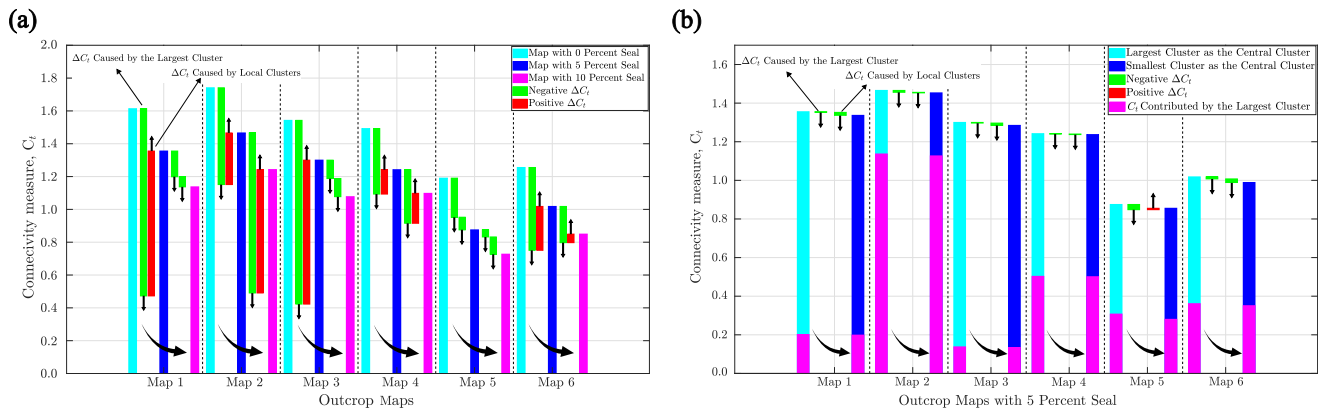 (a)
2.0
1.8
1.6
1.4
1.2
1.0
0.8
0.6
0.4
0.2
0.0
Connecivity measure, Cₜ
ΔCₜ Caused by the Largest Cluster
ΔCₜ Caused by Local Clusters
Map with 0 Percent Seal
Map with 5 Percent Seal
Map with 10 Percent Seal
Negative ΔCₜ
Positive ΔCₜ
Map 1
Map 2
Map 3
Map 4
Map 5
Map 6
Outcrop Maps
(b)
1.6
1.4
1.2
1.0
0.8
0.6
0.4
0.2
0.0
Connecivity measure, Cₜ
ΔCₜ Caused by the Largest Cluster
ΔCₜ Caused by Local Clusters
Largest Cluster as the Central Cluster
Smallest Cluster as the Central Cluster
Negative ΔCₜ
Positive ΔCₜ
Cₜ Contributed by the Largest Cluster
Map 1
Map 2
Map 3
Map 4
Map 5
Map 6
Outcrop Maps with 5 Percent Seal